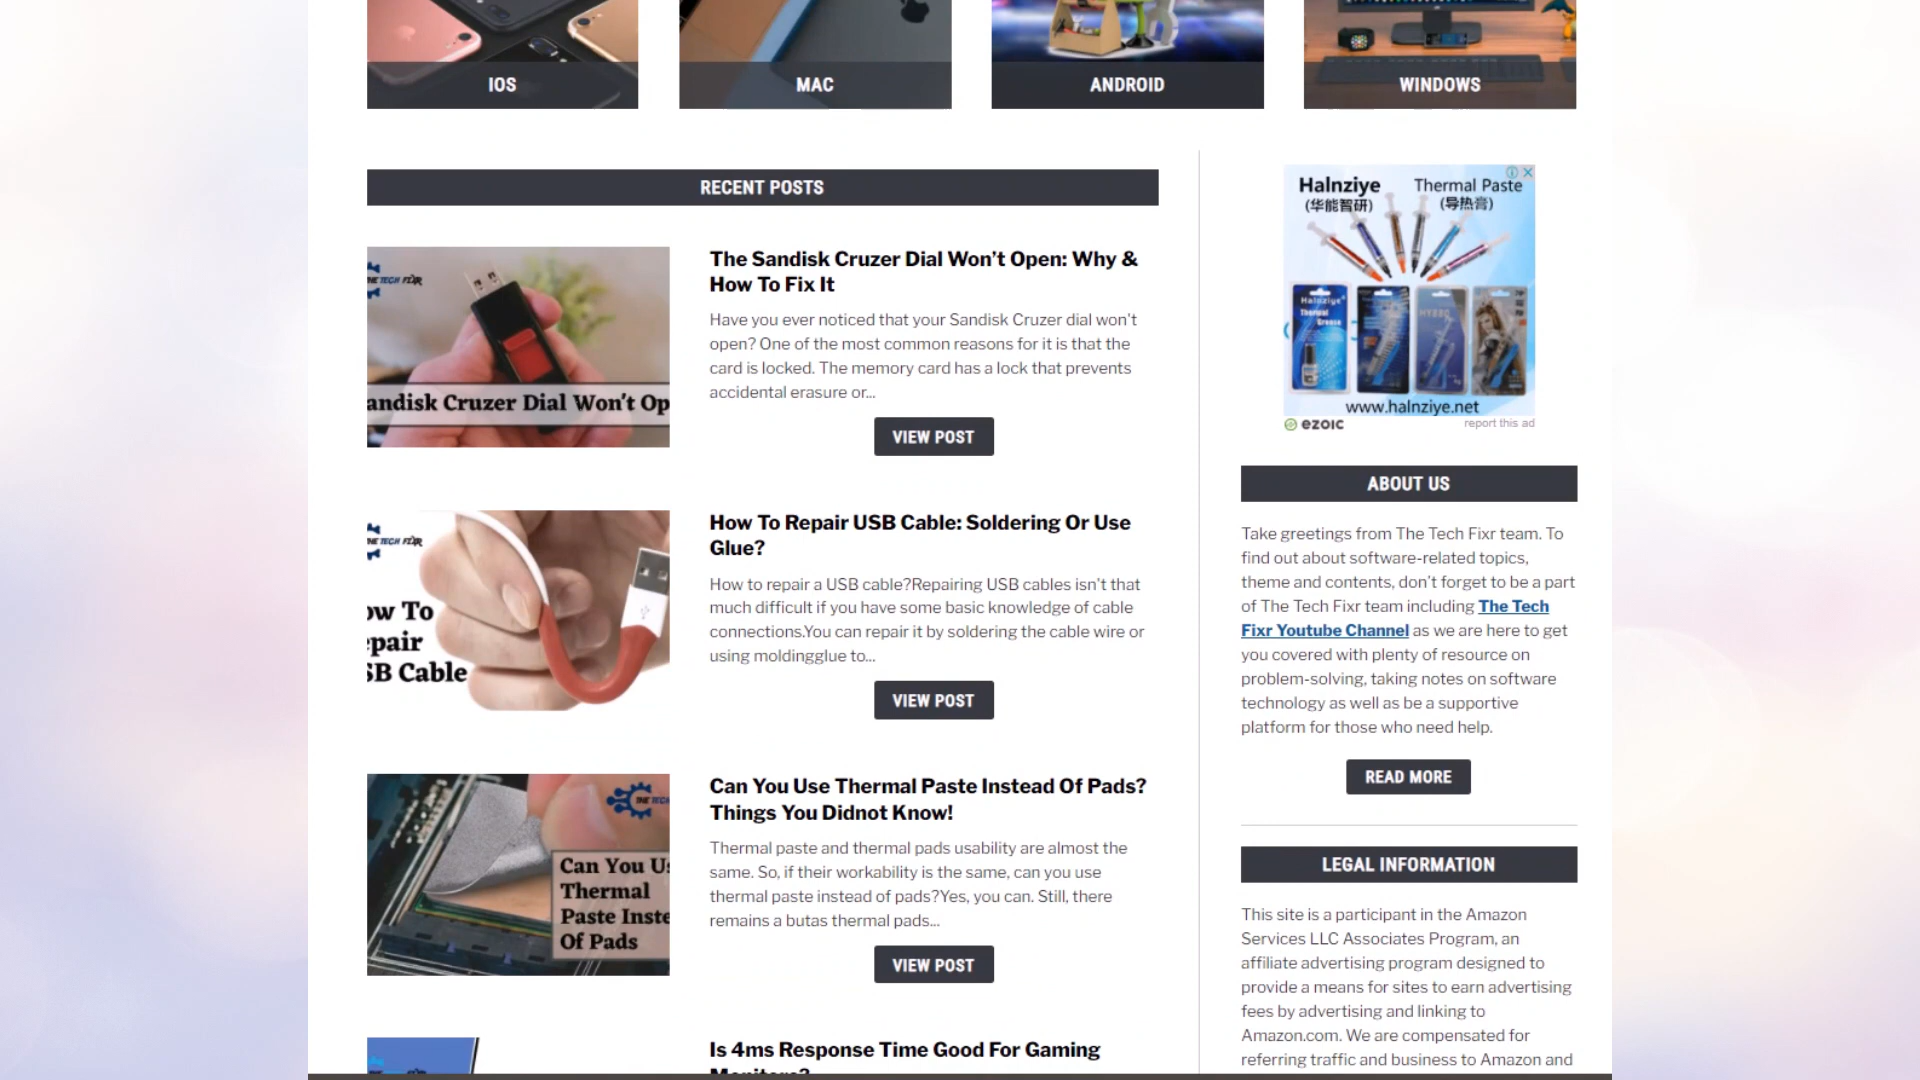 IOS
MAC
ANDROID
WINDOWS
RECENT POSTS
THE TECH FIXR
andisk Cruzer Dial Won't Op
The Sandisk Cruzer Dial Won’t Open: Why &
How To Fix It
Have you ever noticed that your Sandisk Cruzer dial won't
open? One of the most common reasons for it is that the
card is locked. The memory card has a lock that prevents
accidental erasure or...
VIEW POST
HE TECH FIXR
ow To
epair
SB Cable
How To Repair USB Cable: Soldering Or Use
Glue?
How to repair a USB cable?Repairing USB cables isn't that
much difficult if you have some basic knowledge of cable
connections.You can repair it by soldering the cable wire or
using moldingglue to...
VIEW POST
THE TECH
Can You Us
Thermal
Paste Inste
Of Pads
Can You Use Thermal Paste Instead Of Pads?
Things You Didnot Know!
Thermal paste and thermal pads usability are almost the
same. So, if their workability is the same, can you use
thermal paste instead of pads?Yes, you can. Still, there
remains a butas thermal pads...
VIEW POST
Is 4ms Response Time Good For Gaming
Monitors?
Halnziye Thermal Paste
(华能智研) (导热膏)
Halnziye
Thermal
Grease
HY880
www.halnziye.net
ezoic report this ad
ABOUT US
Take greetings from The Tech Fixr team. To
find out about software-related topics,
theme and contents, don't forget to be a part
of The Tech Fixr team including The Tech
Fixr Youtube Channel as we are here to get
you covered with plenty of resource on
problem-solving, taking notes on software
technology as well as be a supportive
platform for those who need help.
READ MORE
LEGAL INFORMATION
This site is a participant in the Amazon
Services LLC Associates Program, an
affiliate advertising program designed to
provide a means for sites to earn advertising
fees by advertising and linking to
Amazon.com. We are compensated for
referring traffic and business to Amazon and